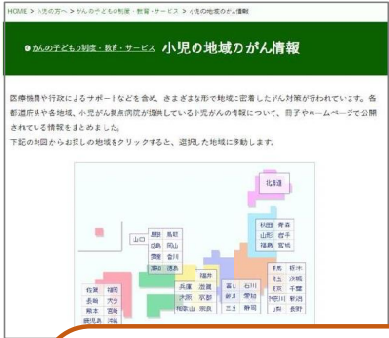 HOME > 小児の方へ > がんの子どもの制度・教育・サービス > 小児の地域のがん情報
がんの子どもの制度・教育・サービス 小児の地域のがん情報
医療機関や行政によるサポートなどを含め、さまざまな形で地域に密着したがん対策が行われています。各
都道府県や各地域、小児がん拠点病院が提供している小児がんの情報について、冊子やホームページで公開
されている情報をまとめました。
下記の地図からお探しの地域をクリックすると、選択した地域に移動します。
北海道
秋田 青森
山形 岩手
福島 宮城
山口 島根 鳥取
広島 岡山
愛媛 香川
高知 徳島
群馬 栃木
埼玉 茨城
東京 千葉
神奈川 新潟
山梨 長野
福井
兵庫 滋賀
大阪 京都
和歌山 奈良
富山 石川
静岡 愛知
三重
佐賀 福岡
長崎 大分
熊本 宮崎
鹿児島 沖縄